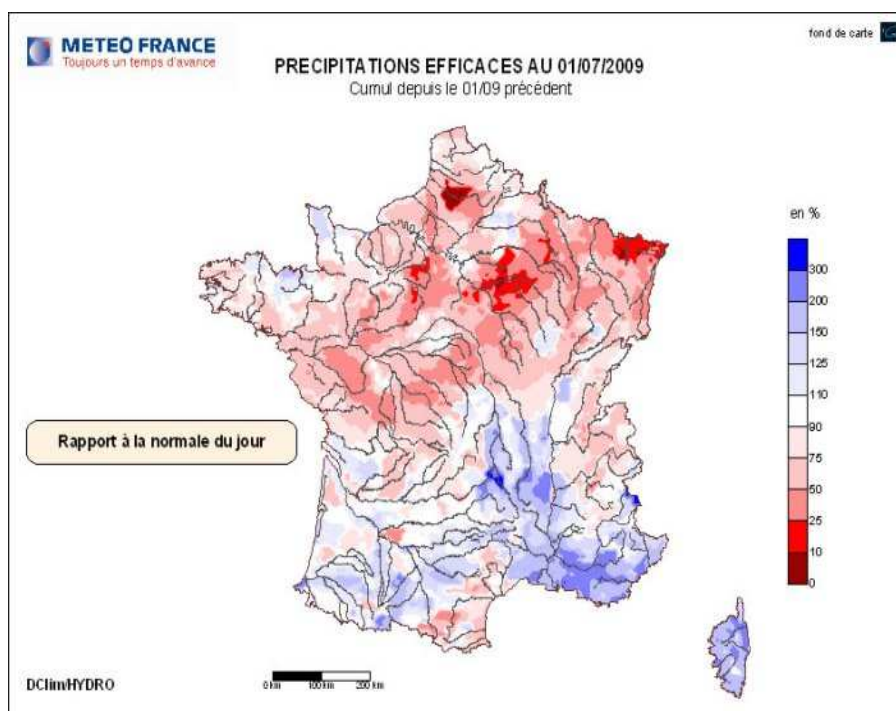 METEO FRANCE
Toujours un temps d'avance
fond de carte
PRECIPITATIONS EFFICACES AU 01/07/2009
Cumul depuis le 01/09 précédent
en %
300
200
150
125
110
90
75
50
25
10
0
Rapport à la normale du jour
DClim/HYDRO
0 km 100 km 200 km